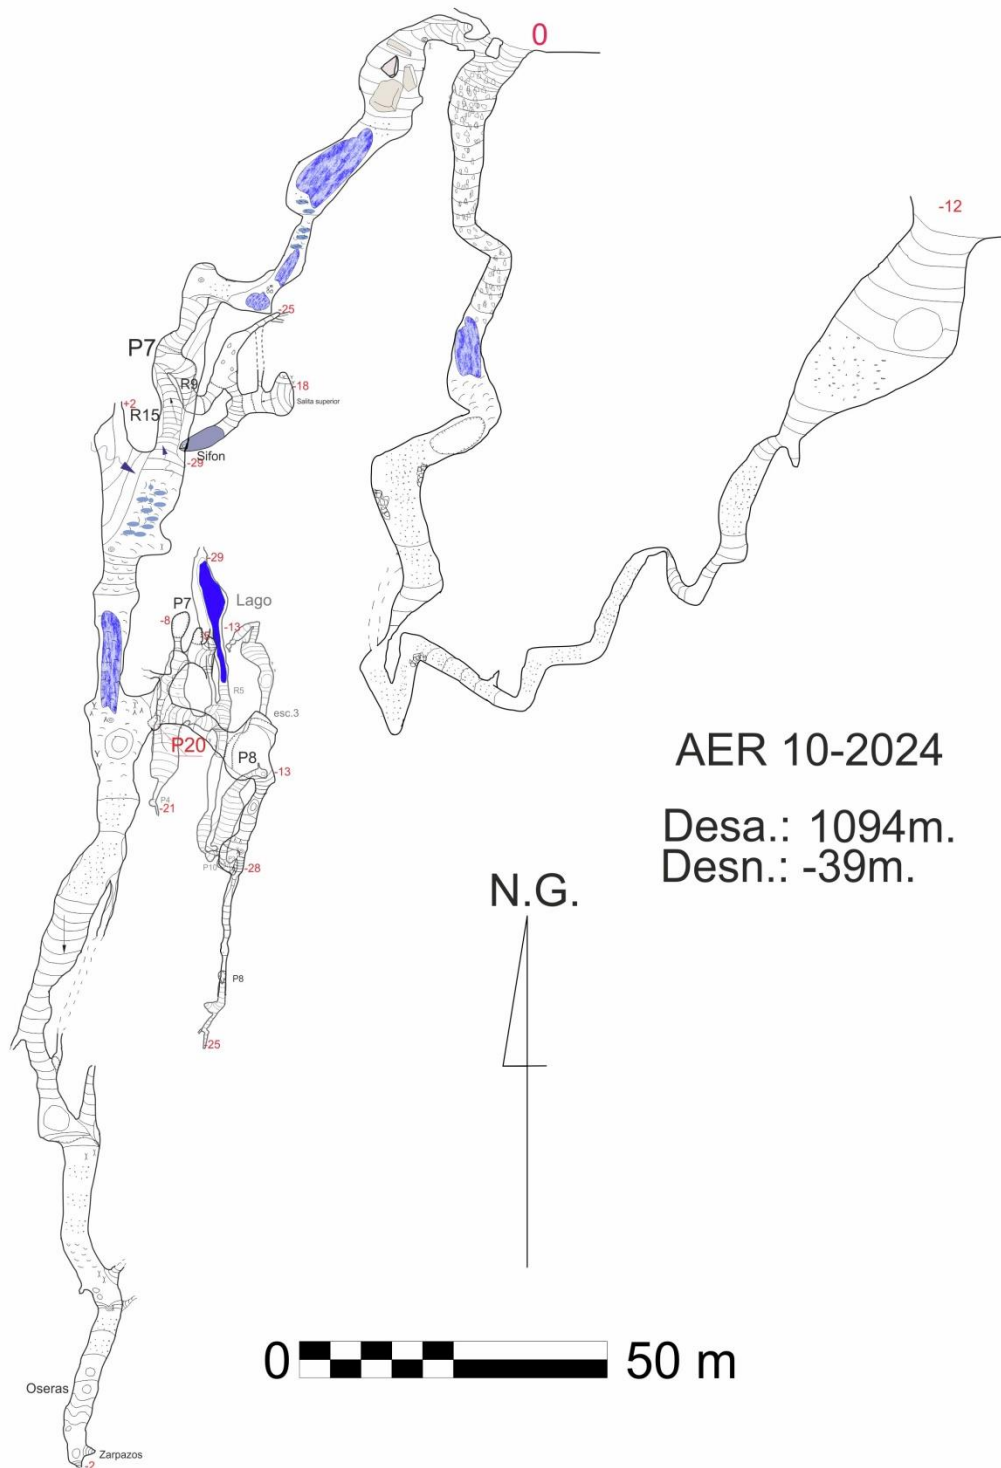 0
-12
-25
P7
R9
-18
Salita superior
+2
R15
Sifon
-29
-29
P7
Lago
-8
-13
R5
esc.3
P20
P8
-13
P4
-21
P10
-28
P8
-25
AER 10-2024
Desa.: 1094m.
Desn.: -39m.
N.G.
0 50 m
Oseras
Zarpazos
-2